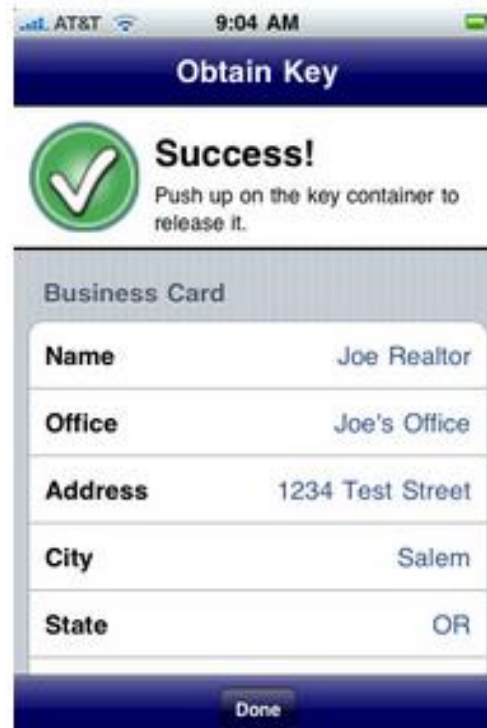 AT&T 9:04 AM
Obtain Key
Success!
Push up on the key container to
release it.
Business Card
Name Joe Realtor
Office Joe's Office
Address 1234 Test Street
City Salem
State OR
Done